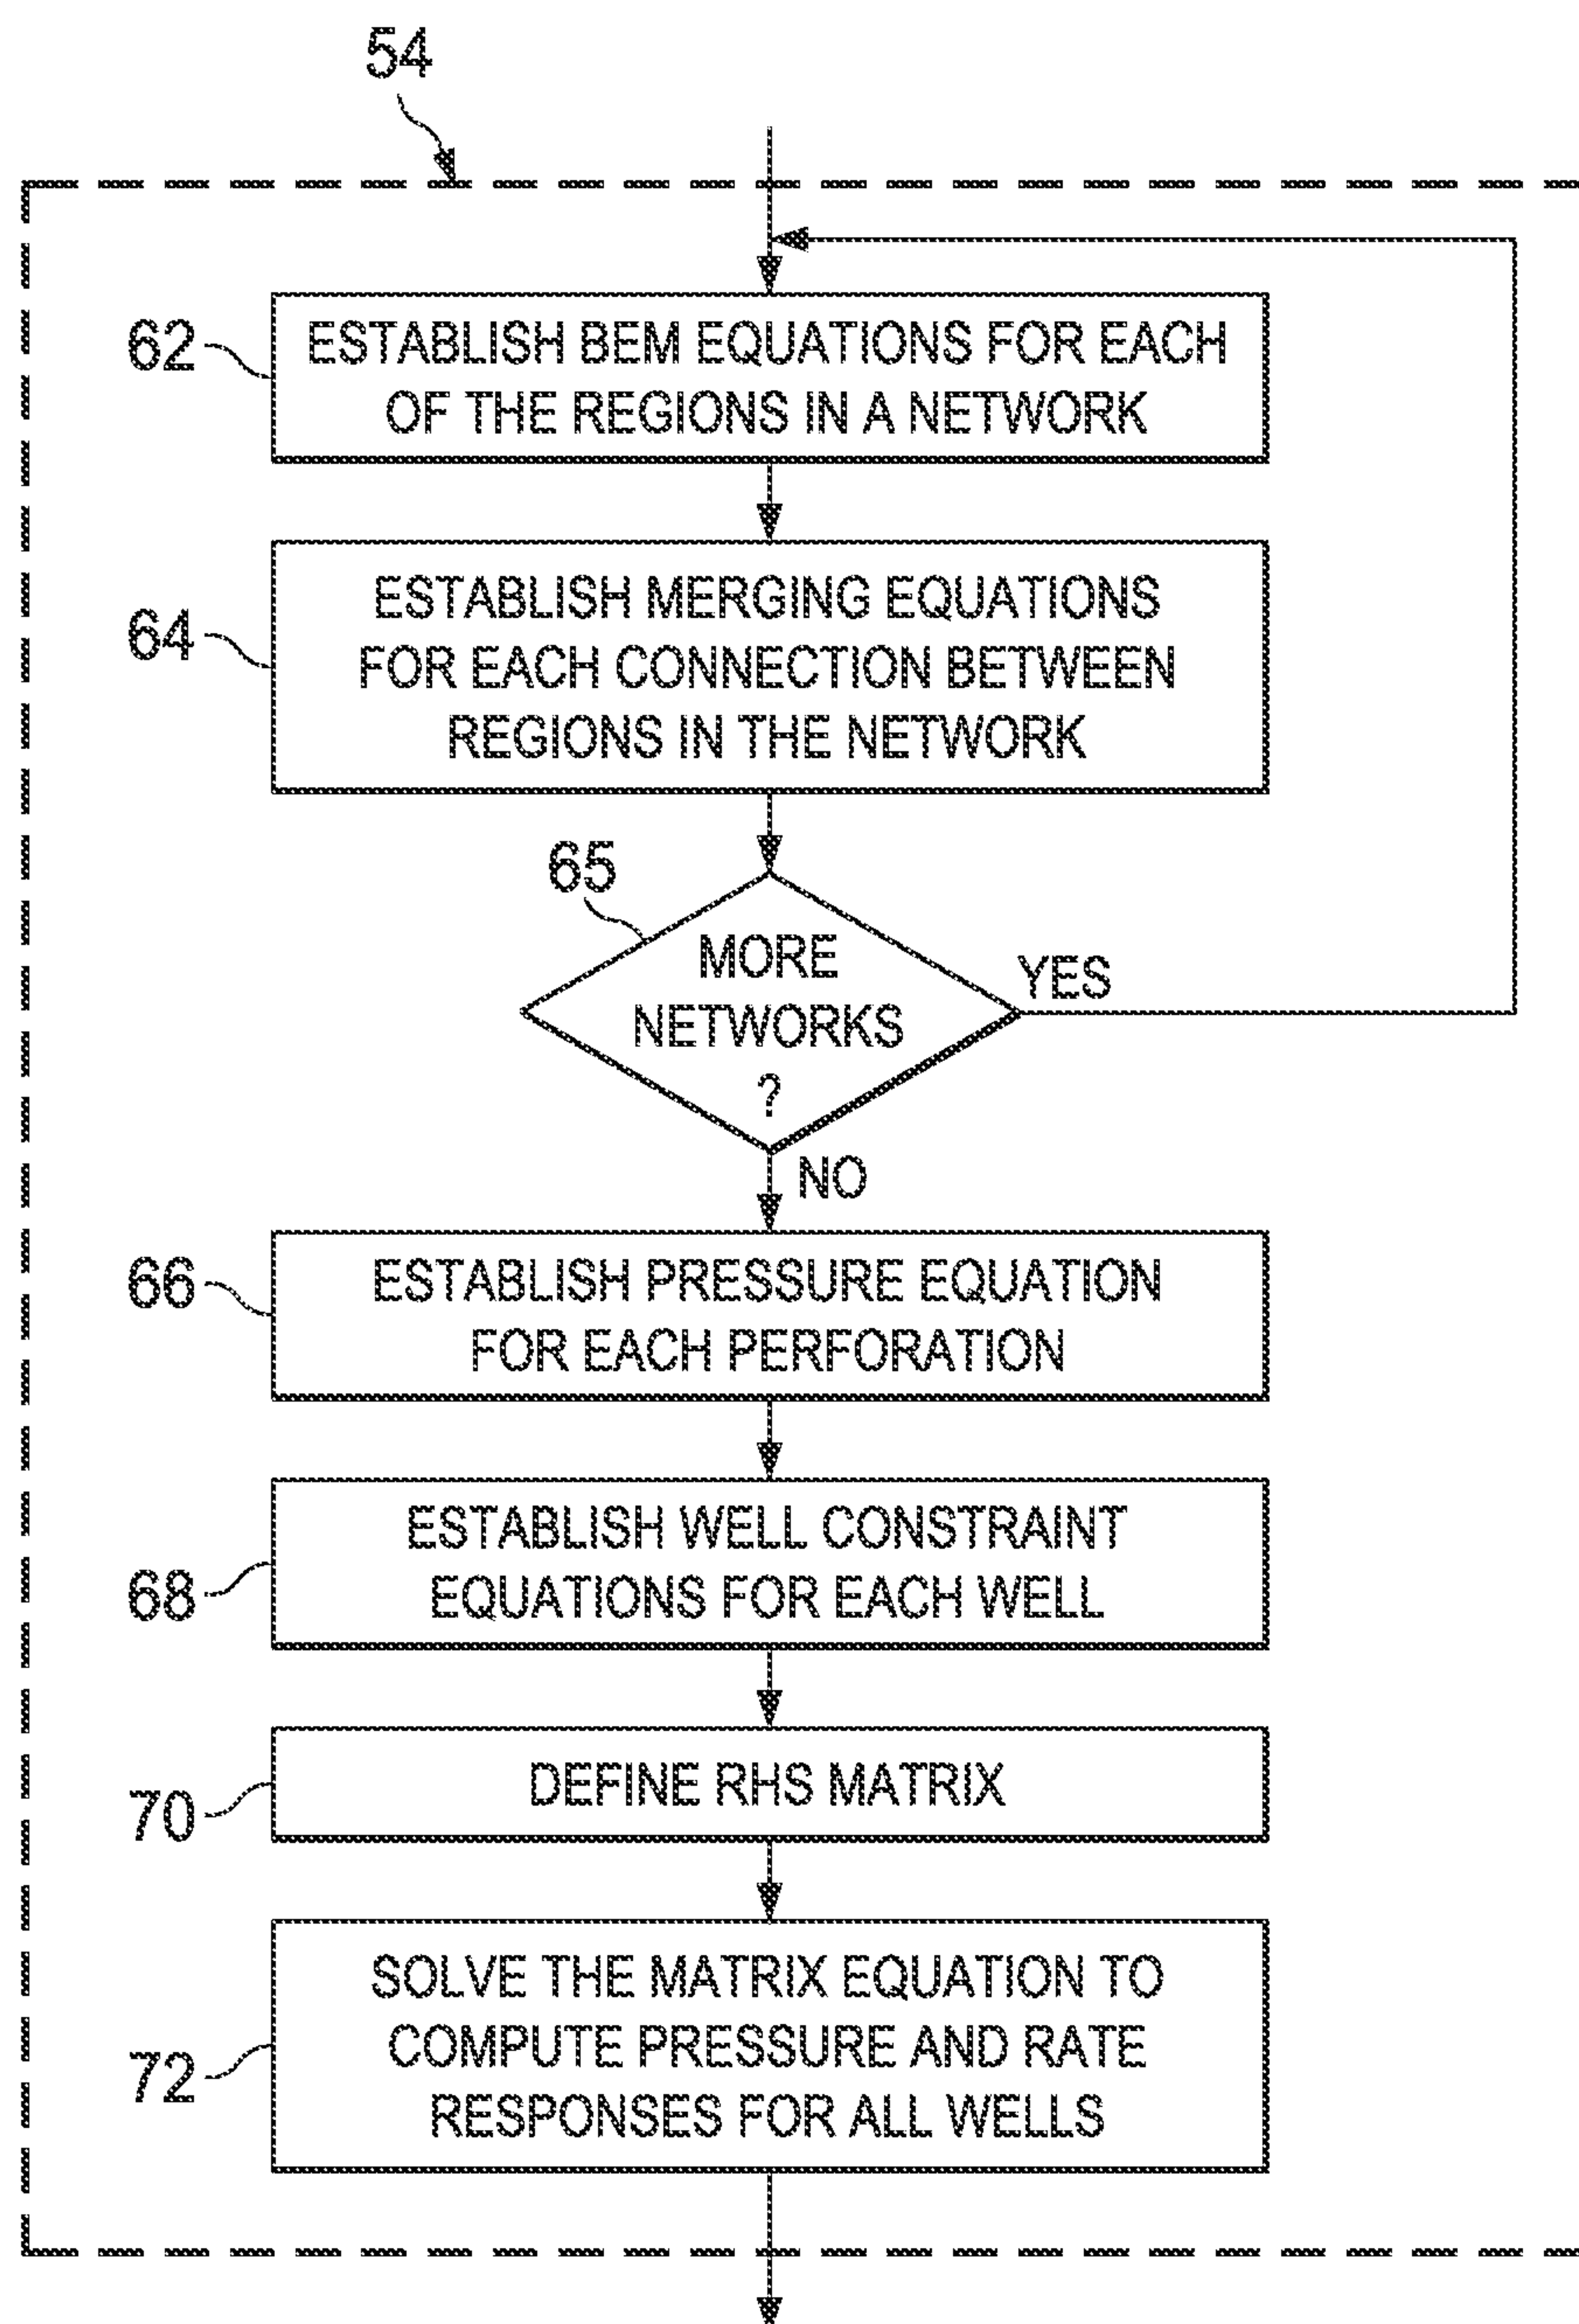 54
62
ESTABLISH BEM EQUATIONS FOR EACH
OF THE REGIONS IN A NETWORK
64
ESTABLISH MERGING EQUATIONS
FOR EACH CONNECTION BETWEEN
REGIONS IN THE NETWORK
65
MORE
NETWORKS
?
YES
NO
66
ESTABLISH PRESSURE EQUATION
FOR EACH PERFORATION
68
ESTABLISH WELL CONSTRAINT
EQUATIONS FOR EACH WELL
70
DEFINE RHS MATRIX
72
SOLVE THE MATRIX EQUATION TO
COMPUTE PRESSURE AND RATE
RESPONSES FOR ALL WELLS